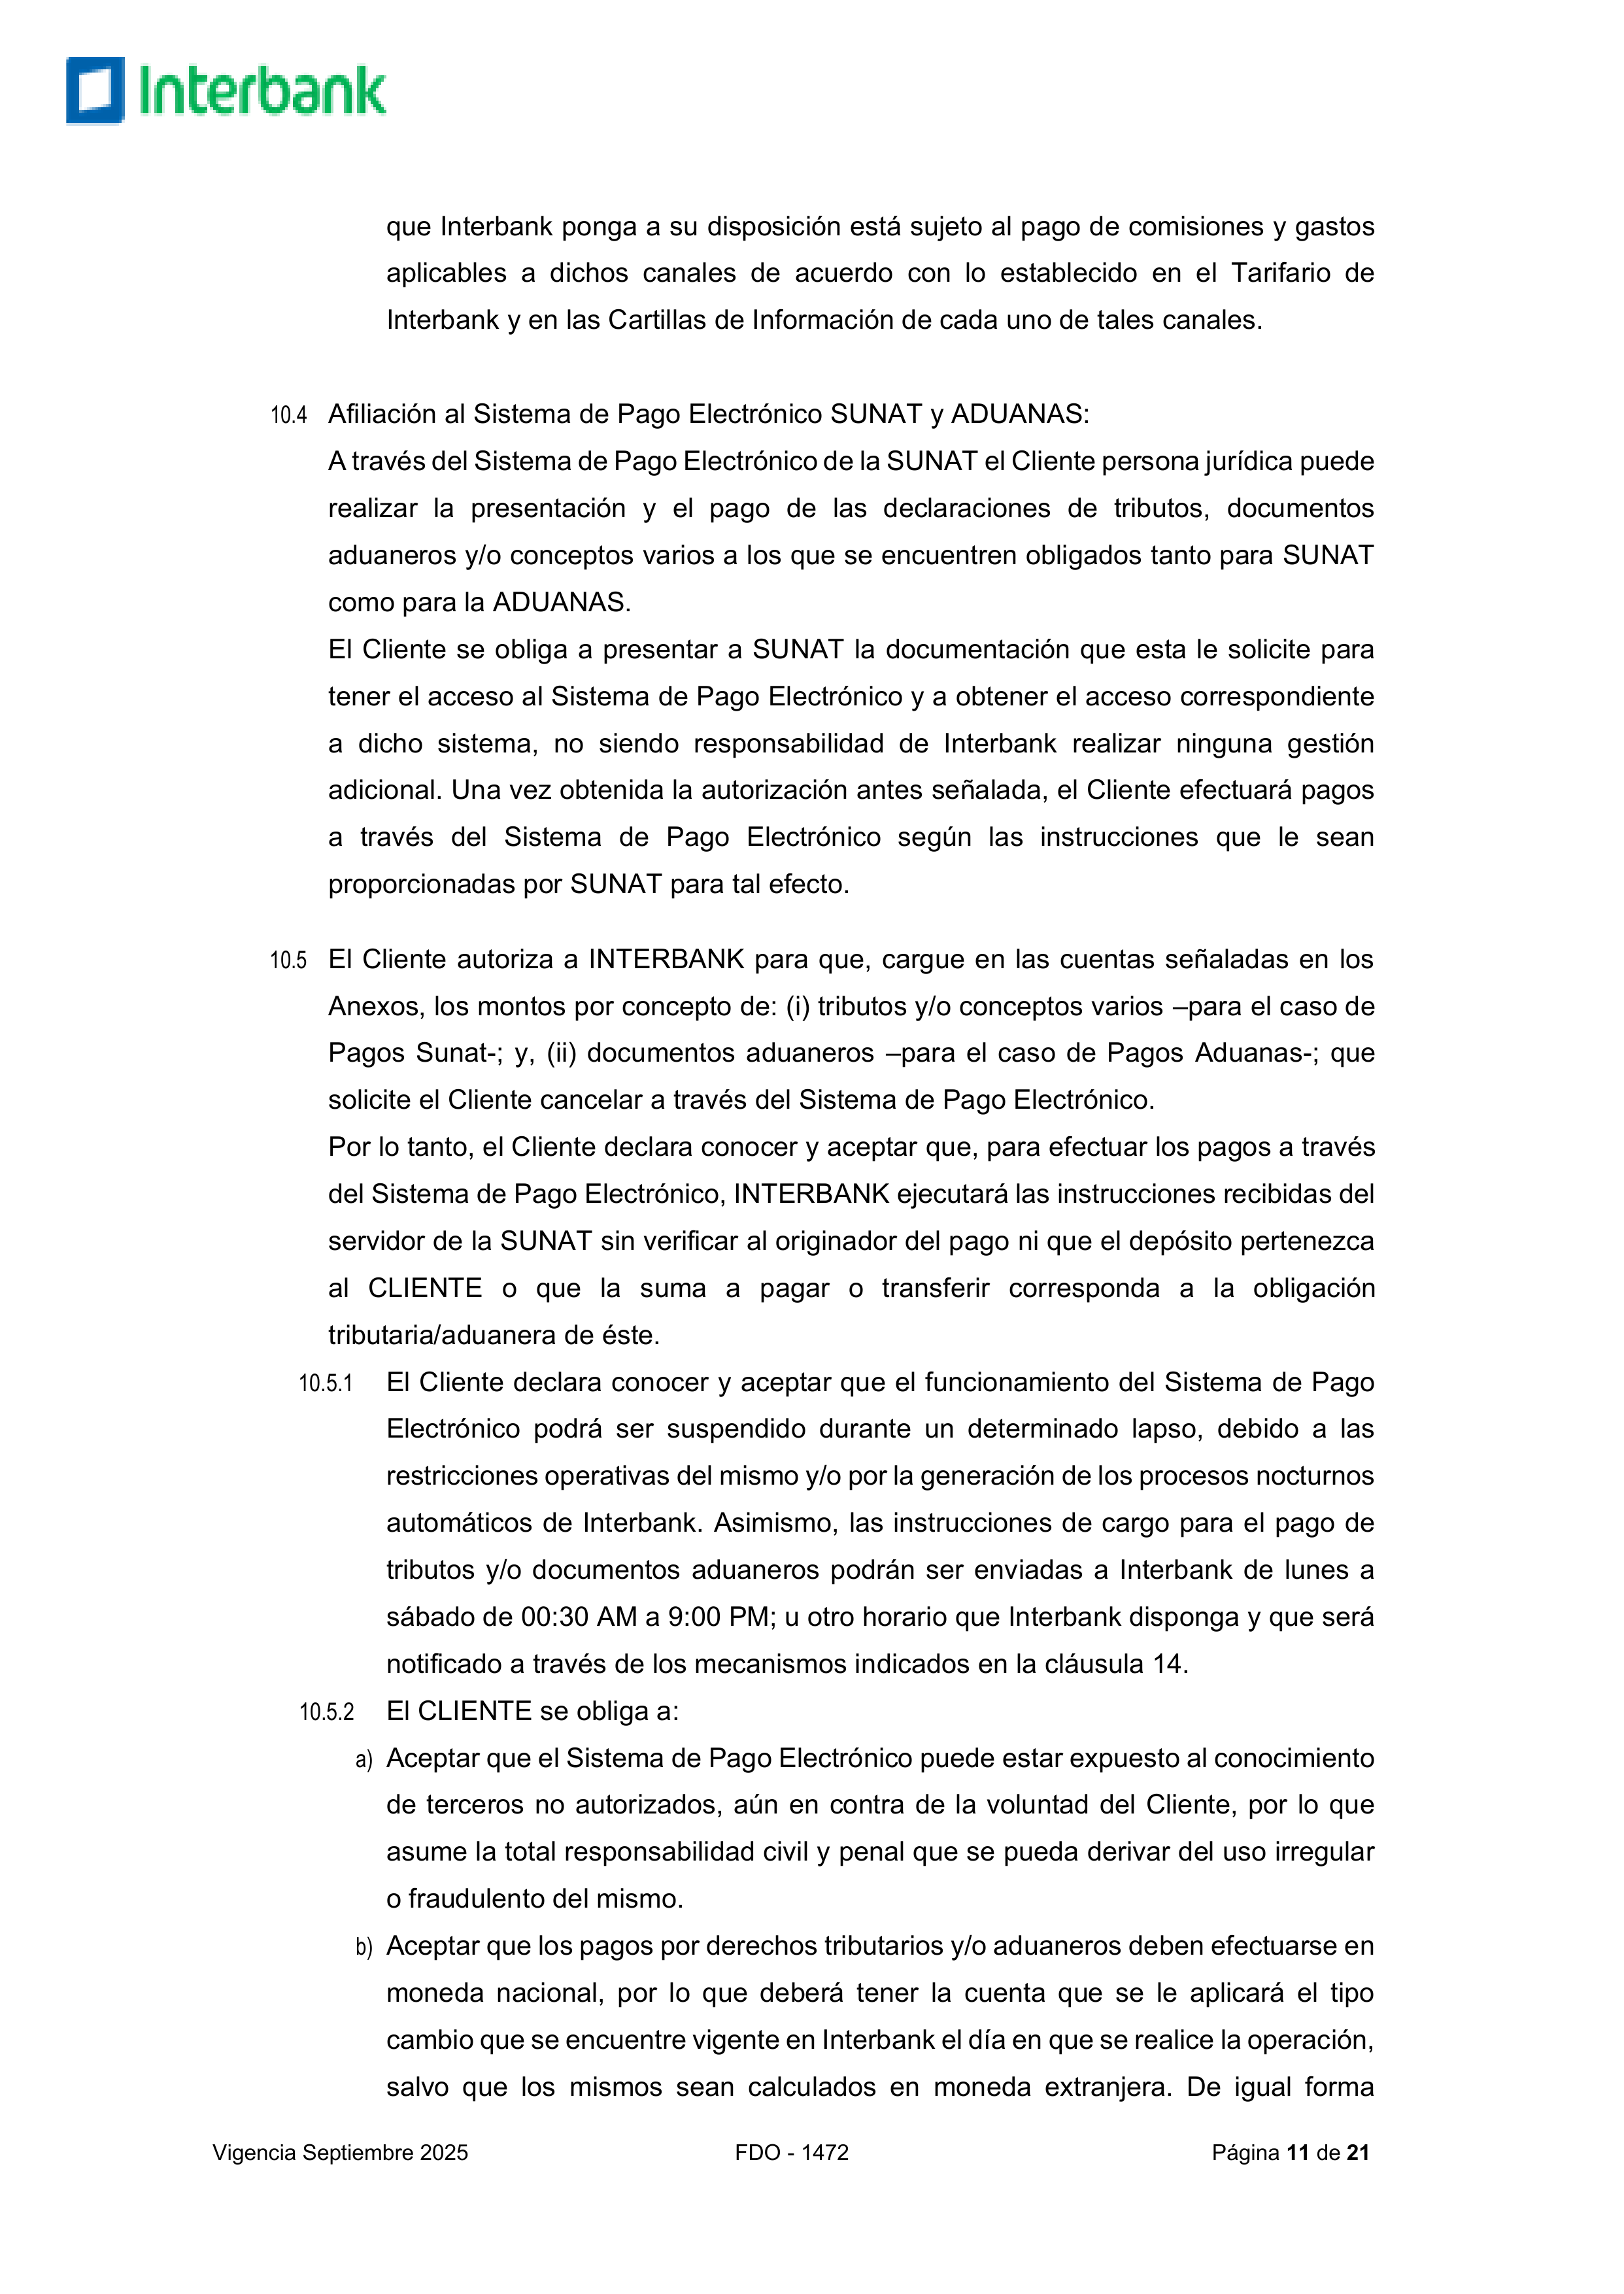 Interbank
que Interbank ponga a su disposición está sujeto al pago de comisiones y gastos
aplicables a dichos canales de acuerdo con lo establecido en el Tarifario de
Interbank y en las Cartillas de Información de cada uno de tales canales.
10.4 Afiliación al Sistema de Pago Electrónico SUNAT y ADUANAS:
A través del Sistema de Pago Electrónico de la SUNAT el Cliente persona jurídica puede
realizar la presentación y el pago de las declaraciones de tributos, documentos
aduaneros y/o conceptos varios a los que se encuentren obligados tanto para SUNAT
como para la ADUANAS.
El Cliente se obliga a presentar a SUNAT la documentación que esta le solicite para
tener el acceso al Sistema de Pago Electrónico y a obtener el acceso correspondiente
a dicho sistema, no siendo responsabilidad de Interbank realizar ninguna gestión
adicional. Una vez obtenida la autorización antes señalada, el Cliente efectuará pagos
a través del Sistema de Pago Electrónico según las instrucciones que le sean
proporcionadas por SUNAT para tal efecto.
10.5 El Cliente autoriza a INTERBANK para que, cargue en las cuentas señaladas en los
Anexos, los montos por concepto de: (i) tributos y/o conceptos varios –para el caso de
Pagos Sunat-; y, (ii) documentos aduaneros –para el caso de Pagos Aduanas-; que
solicite el Cliente cancelar a través del Sistema de Pago Electrónico.
Por lo tanto, el Cliente declara conocer y aceptar que, para efectuar los pagos a través
del Sistema de Pago Electrónico, INTERBANK ejecutará las instrucciones recibidas del
servidor de la SUNAT sin verificar al originador del pago ni que el depósito pertenezca
al CLIENTE o que la suma a pagar o transferir corresponda a la obligación
tributaria/aduanera de éste.
10.5.1 El Cliente declara conocer y aceptar que el funcionamiento del Sistema de Pago
Electrónico podrá ser suspendido durante un determinado lapso, debido a las
restricciones operativas del mismo y/o por la generación de los procesos nocturnos
automáticos de Interbank. Asimismo, las instrucciones de cargo para el pago de
tributos y/o documentos aduaneros podrán ser enviadas a Interbank de lunes a
sábado de 00:30 AM a 9:00 PM; u otro horario que Interbank disponga y que será
notificado a través de los mecanismos indicados en la cláusula 14.
10.5.2 El CLIENTE se obliga a:
a) Aceptar que el Sistema de Pago Electrónico puede estar expuesto al conocimiento
de terceros no autorizados, aún en contra de la voluntad del Cliente, por lo que
asume la total responsabilidad civil y penal que se pueda derivar del uso irregular
o fraudulento del mismo.
b) Aceptar que los pagos por derechos tributarios y/o aduaneros deben efectuarse en
moneda nacional, por lo que deberá tener la cuenta que se le aplicará el tipo
cambio que se encuentre vigente en Interbank el día en que se realice la operación,
salvo que los mismos sean calculados en moneda extranjera. De igual forma
Vigencia Septiembre 2025 FDO - 1472 Página 11 de 21